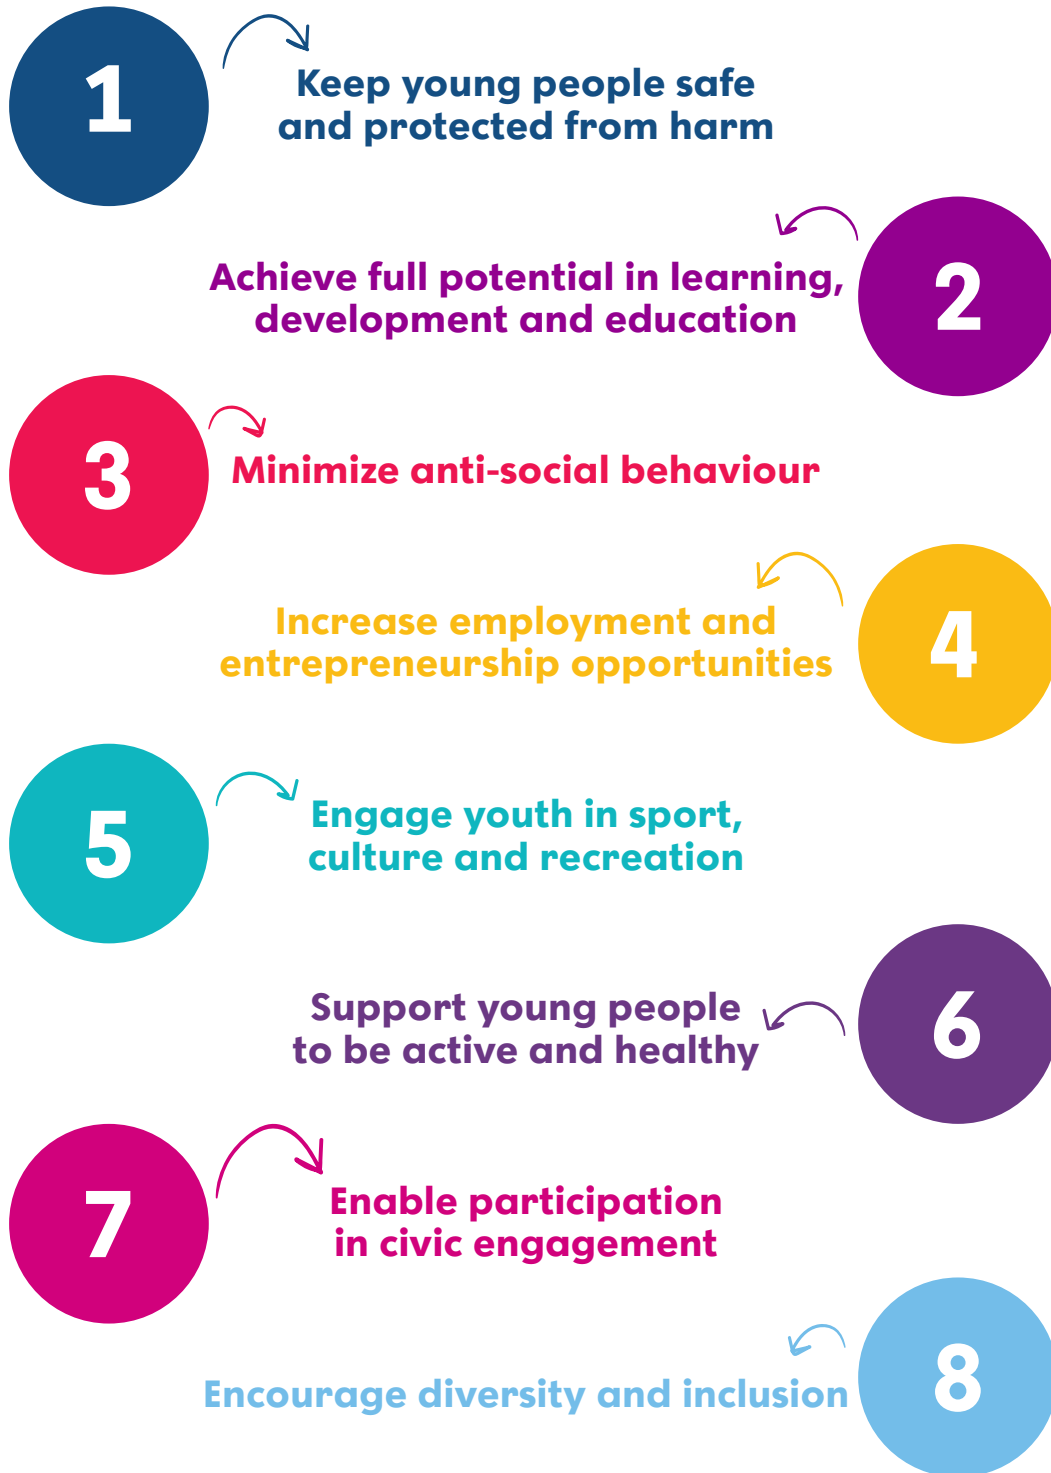 1
Keep young people safe
and protected from harm
2
Achieve full potential in learning,
development and education
3
Minimize anti-social behaviour
4
Increase employment and
entrepreneurship opportunities
5
Engage youth in sport,
culture and recreation
6
Support young people
to be active and healthy
7
Enable participation
in civic engagement
8
Encourage diversity and inclusion